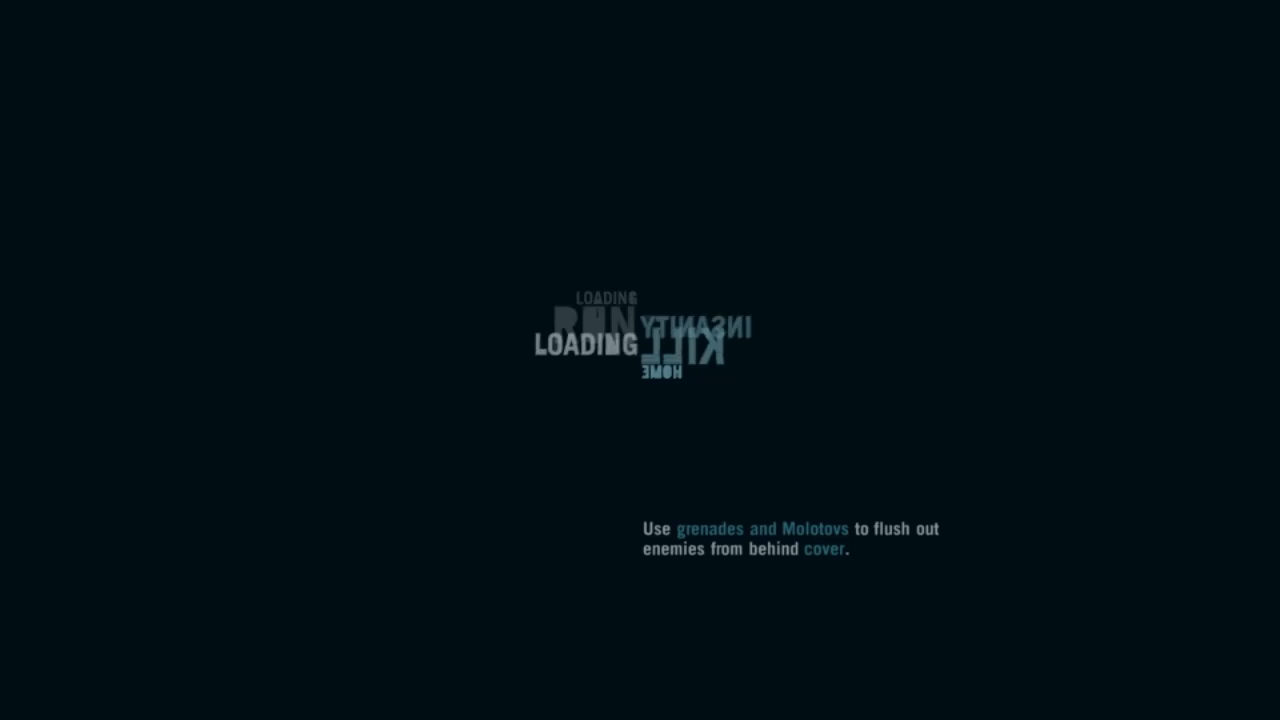 LOADING
RUN
INSANITY
LOADING
KILL
HOME
Use grenades and Molotovs to flush out
enemies from behind cover.